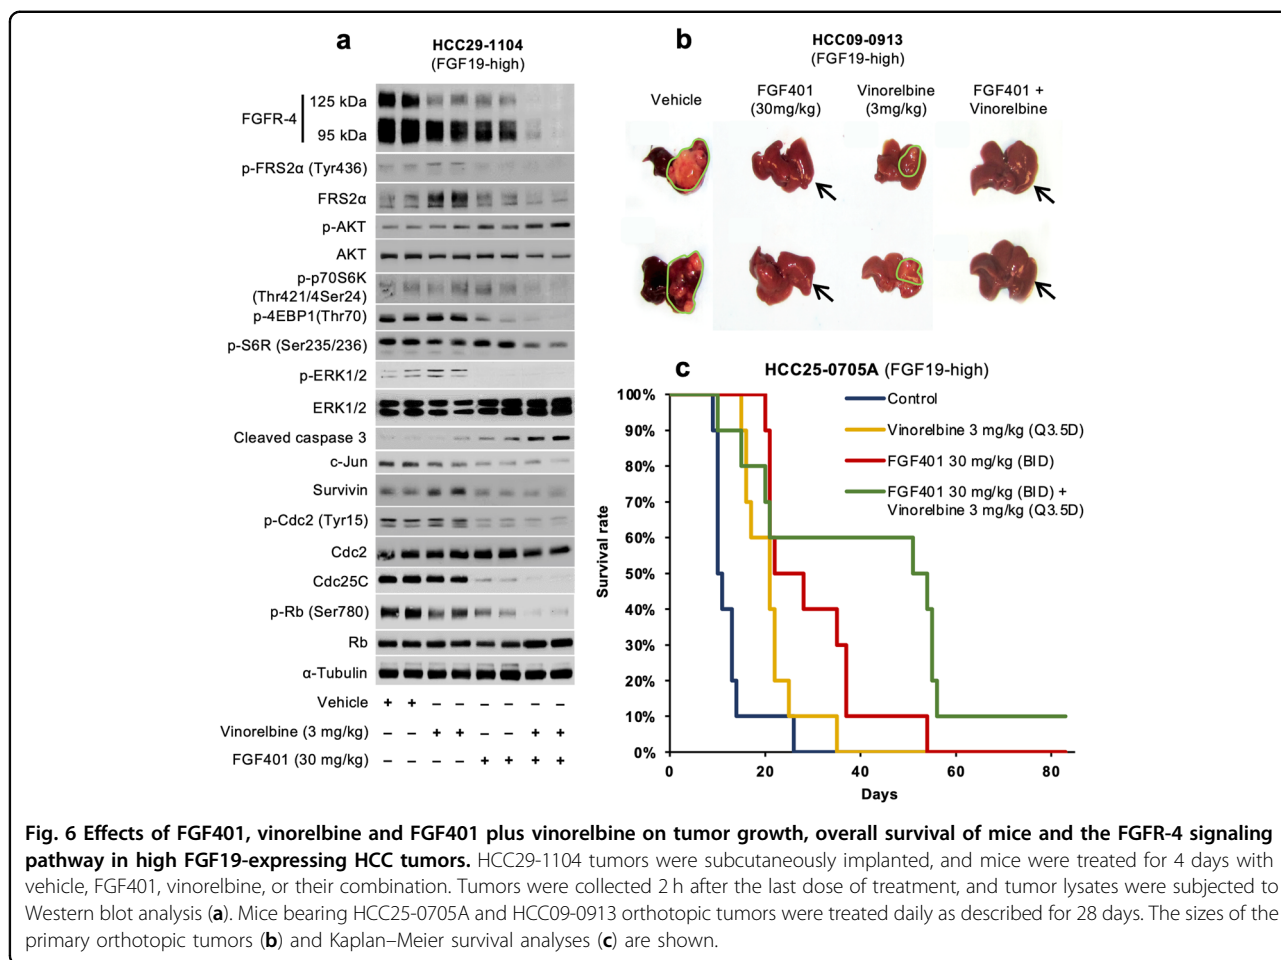 a
HCC29-1104
(FGF19-high)
FGFR-4
125 kDa
95 kDa
p-FRS2α (Tyr436)
FRS2α
p-AKT
AKT
p-p70S6K
(Thr421/4Ser24)
p-4EBP1(Thr70)
p-S6R (Ser235/236)
p-ERK1/2
ERK1/2
Cleaved caspase 3
c-Jun
Survivin
p-Cdc2 (Tyr15)
Cdc2
Cdc25C
p-Rb (Ser780)
Rb
α-Tubulin
Vehicle + + – – – – – –
Vinorelbine (3 mg/kg) – – + + – – + +
FGF401 (30 mg/kg) – – – – + + + +
b
HCC09-0913
(FGF19-high)
Vehicle
FGF401
(30mg/kg)
Vinorelbine
(3mg/kg)
FGF401 +
Vinorelbine
c
HCC25-0705A (FGF19-high)
Control
Vinorelbine 3 mg/kg (Q3.5D)
FGF401 30 mg/kg (BID)
FGF401 30 mg/kg (BID) +
Vinorelbine 3 mg/kg (Q3.5D)
Survival rate
100%
90%
80%
70%
60%
50%
40%
30%
20%
10%
0%
0 20 40 60 80
Days
Fig. 6 Effects of FGF401, vinorelbine and FGF401 plus vinorelbine on tumor growth, overall survival of mice and the FGFR-4 signaling
pathway in high FGF19-expressing HCC tumors. HCC29-1104 tumors were subcutaneously implanted, and mice were treated for 4 days with
vehicle, FGF401, vinorelbine, or their combination. Tumors were collected 2 h after the last dose of treatment, and tumor lysates were subjected to
Western blot analysis (a). Mice bearing HCC25-0705A and HCC09-0913 orthotopic tumors were treated daily as described for 28 days. The sizes of the
primary orthotopic tumors (b) and Kaplan–Meier survival analyses (c) are shown.